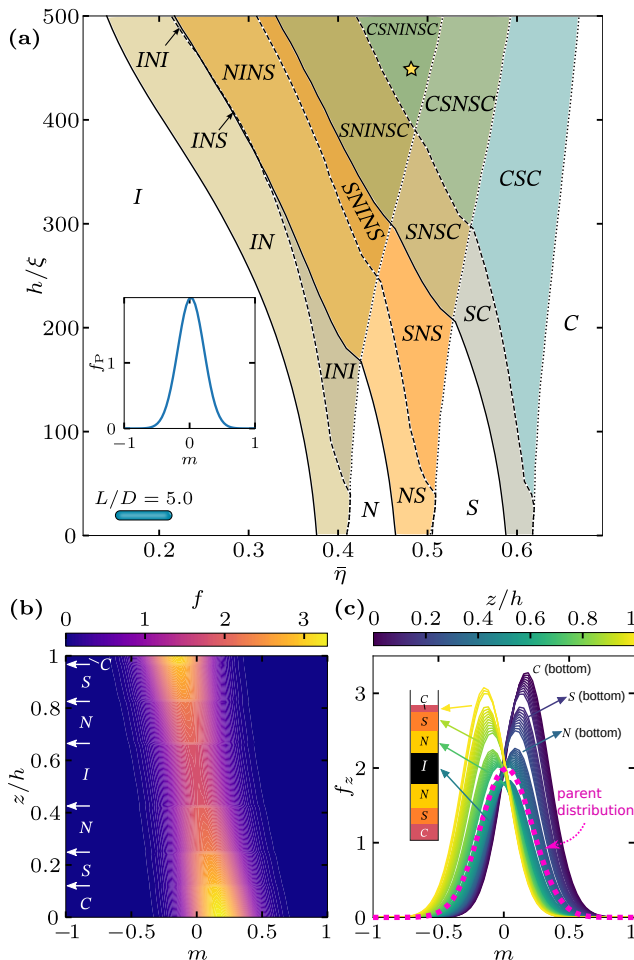 (a)
500
400
300
200
100
0
h/ξ
0.2
0.3
0.4
0.5
0.6
η̄
INI
INS
NINS
CSNINSC
SNINSC
CSNSC
CSC
SNINS
SNSC
I
IN
INI
SNS
SC
C
N
NS
S
f_P
1
0
−1
0
1
m
L/D = 5.0
(b)
f
0
1
2
3
C
S
N
I
N
S
C
z/h
1
0.8
0.6
0.4
0.2
0
−1
−0.5
0
0.5
1
m
(c)
z/h
0.0
0.2
0.4
0.6
0.8
1.0
C (bottom)
S (bottom)
N (bottom)
C
S
N
I
N
S
C
parent
distribution
f_z
3
2
1
0
−1
−0.5
0
0.5
1
m